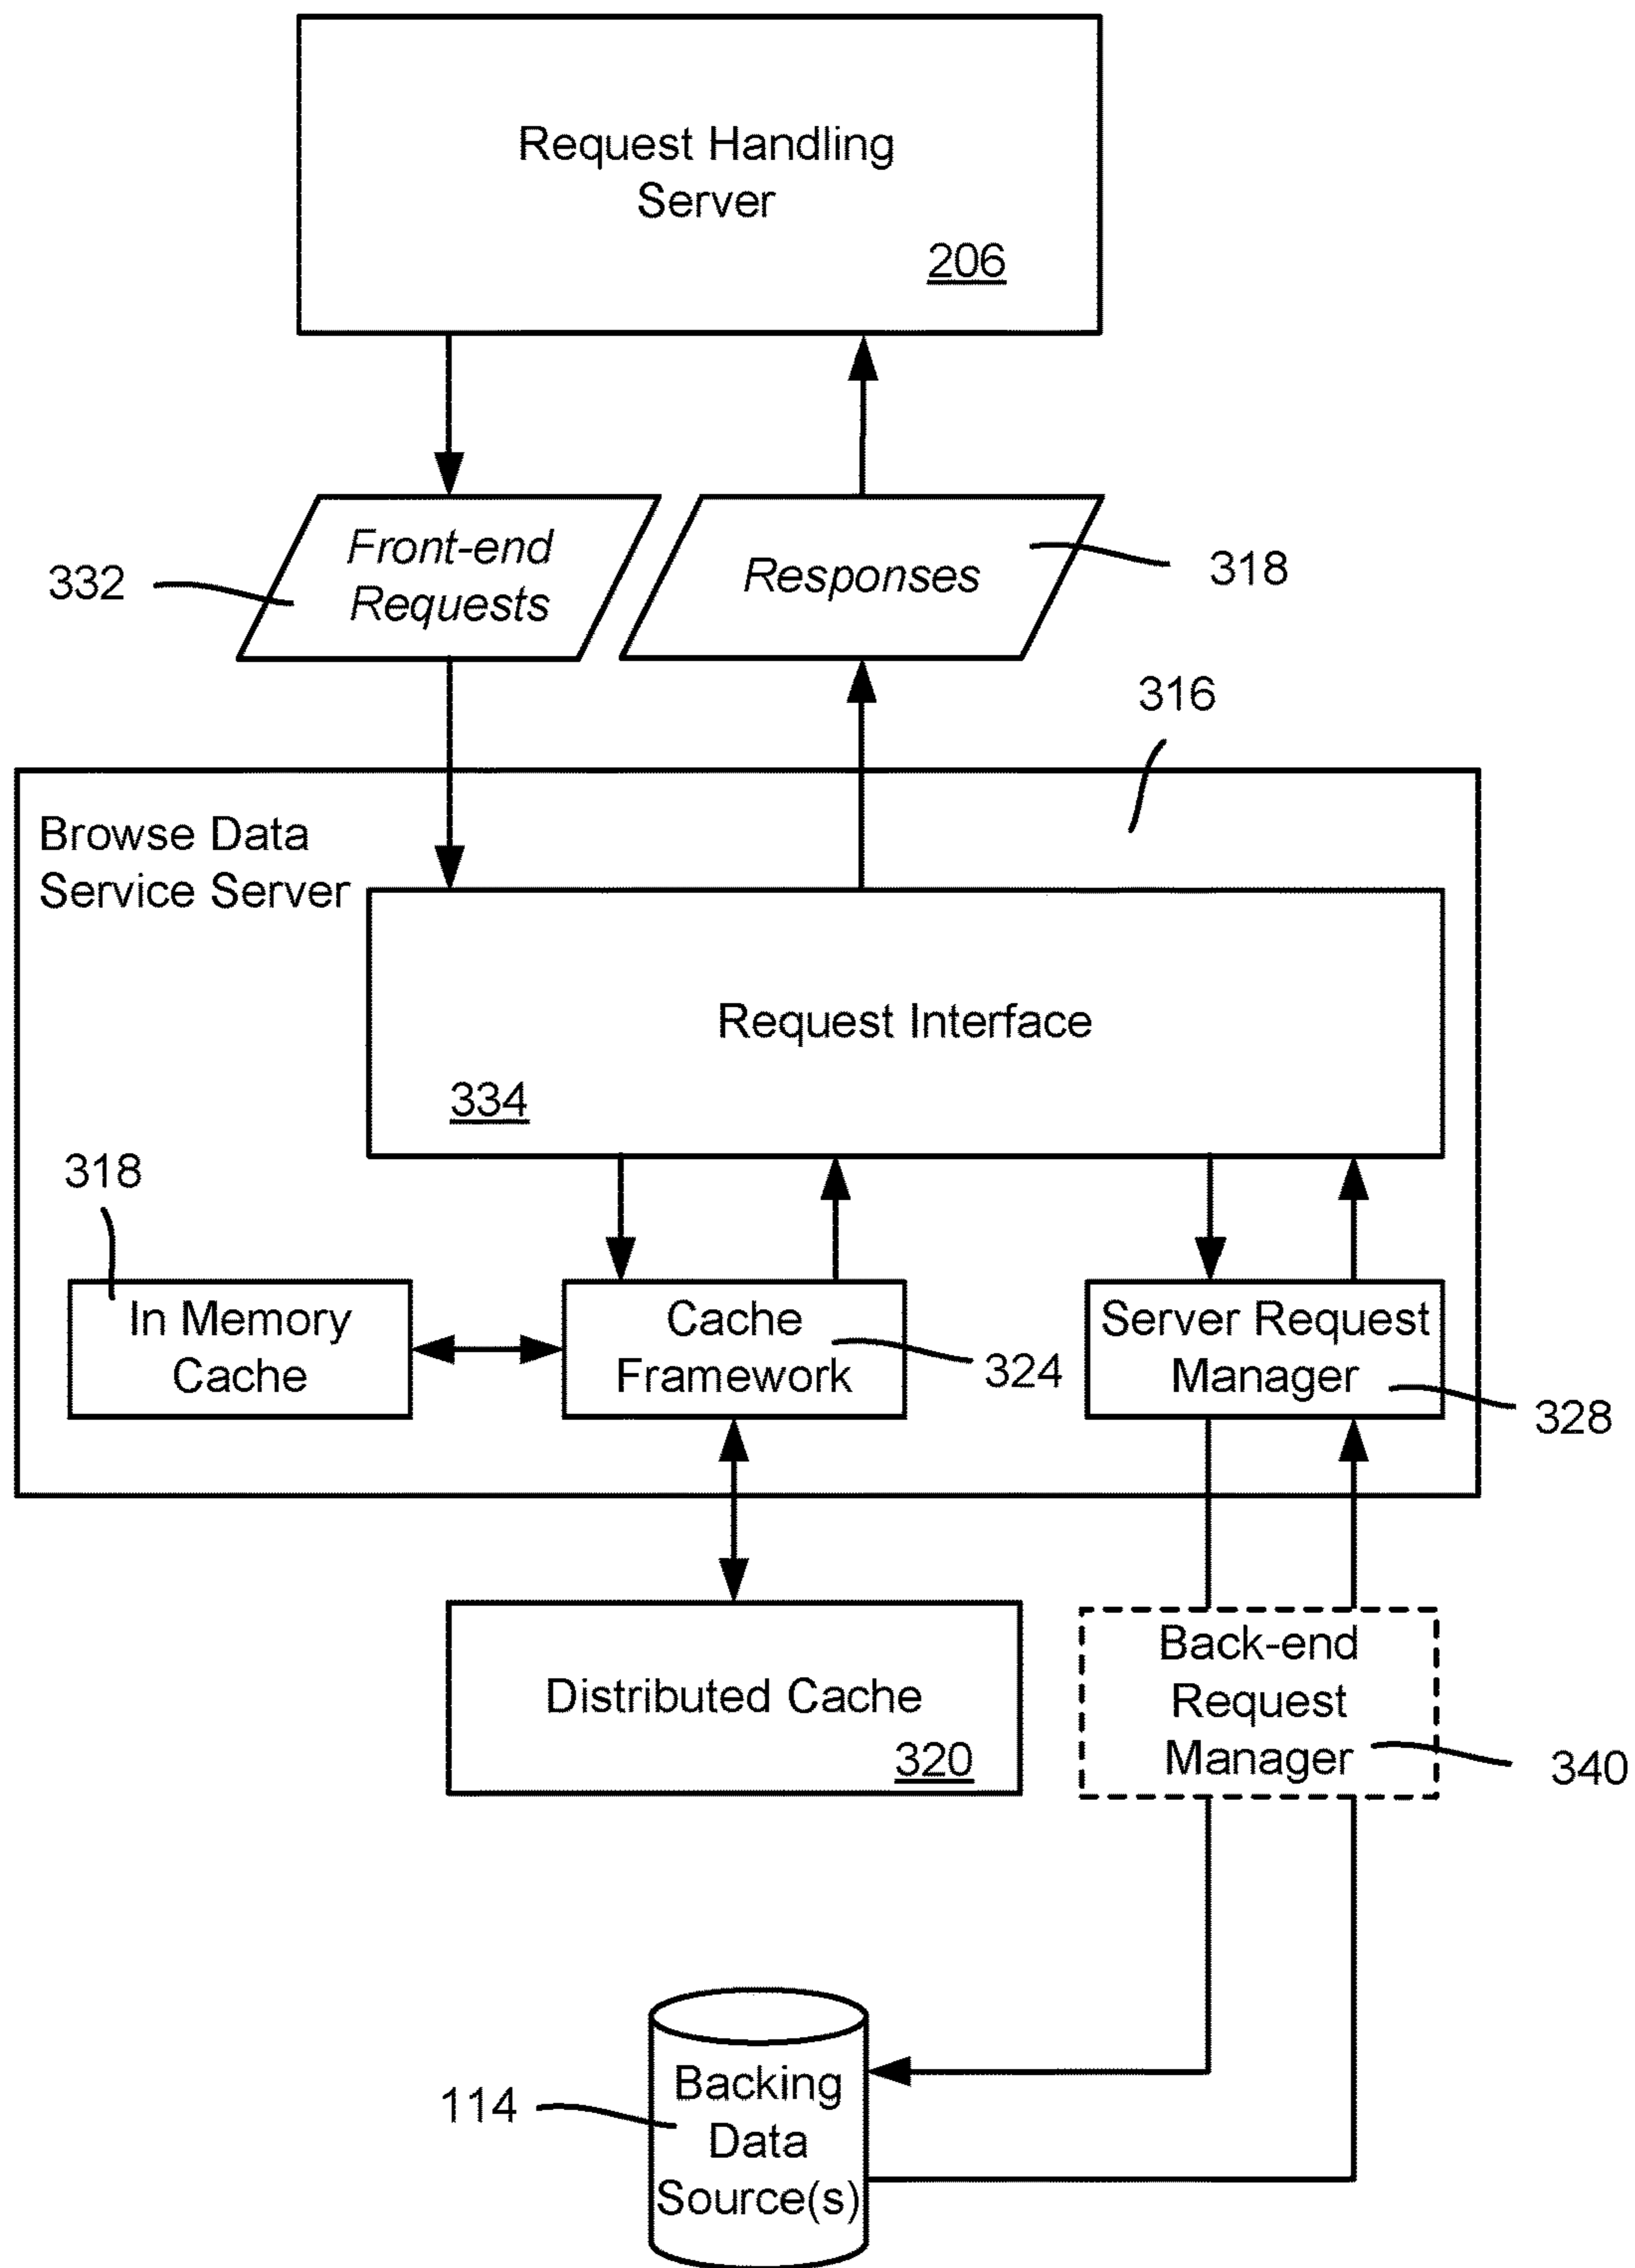 Request Handling
Server
206
Front-end
Requests
332
Responses
318
316
Browse Data
Service Server
Request Interface
334
318
In Memory
Cache
Cache
Framework
324
Server Request
Manager
328
Distributed Cache
320
Back-end
Request
Manager
340
114
Backing
Data
Source(s)